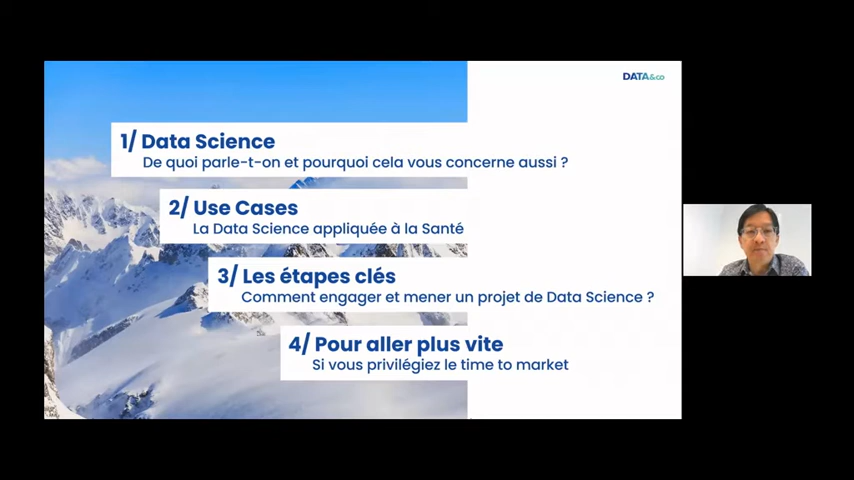 DATA&CO
1/ Data Science
De quoi parle-t-on et pourquoi cela vous concerne aussi ?
2/ Use Cases
La Data Science appliquée à la Santé
3/ Les étapes clés
Comment engager et mener un projet de Data Science ?
4/ Pour aller plus vite
Si vous privilégiez le time to market